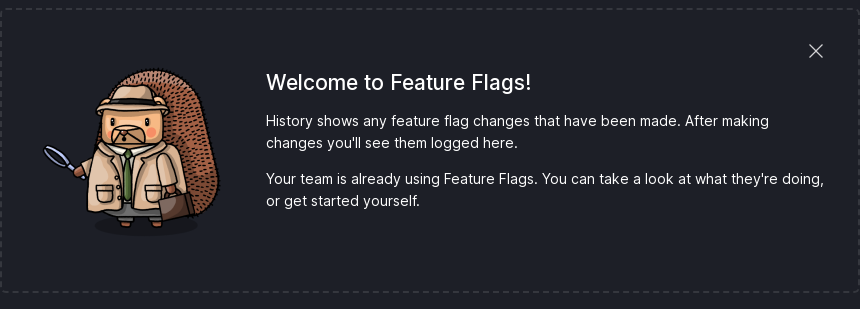 Welcome to Feature Flags!
History shows any feature flag changes that have been made. After making
changes you'll see them logged here.
Your team is already using Feature Flags. You can take a look at what they're doing,
or get started yourself.